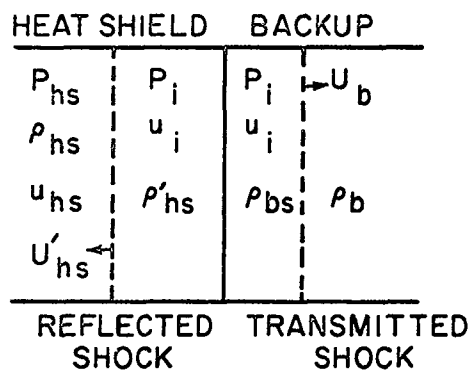 HEAT SHIELD BACKUP
P_hs P_i P_i U_b
ρ_hs u_i u_i
u_hs ρ'_hs ρ_bs ρ_b
U'_hs
REFLECTED TRANSMITTED
SHOCK SHOCK